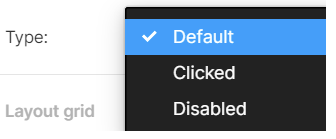 Type:
Default
Clicked
Disabled
Layout grid